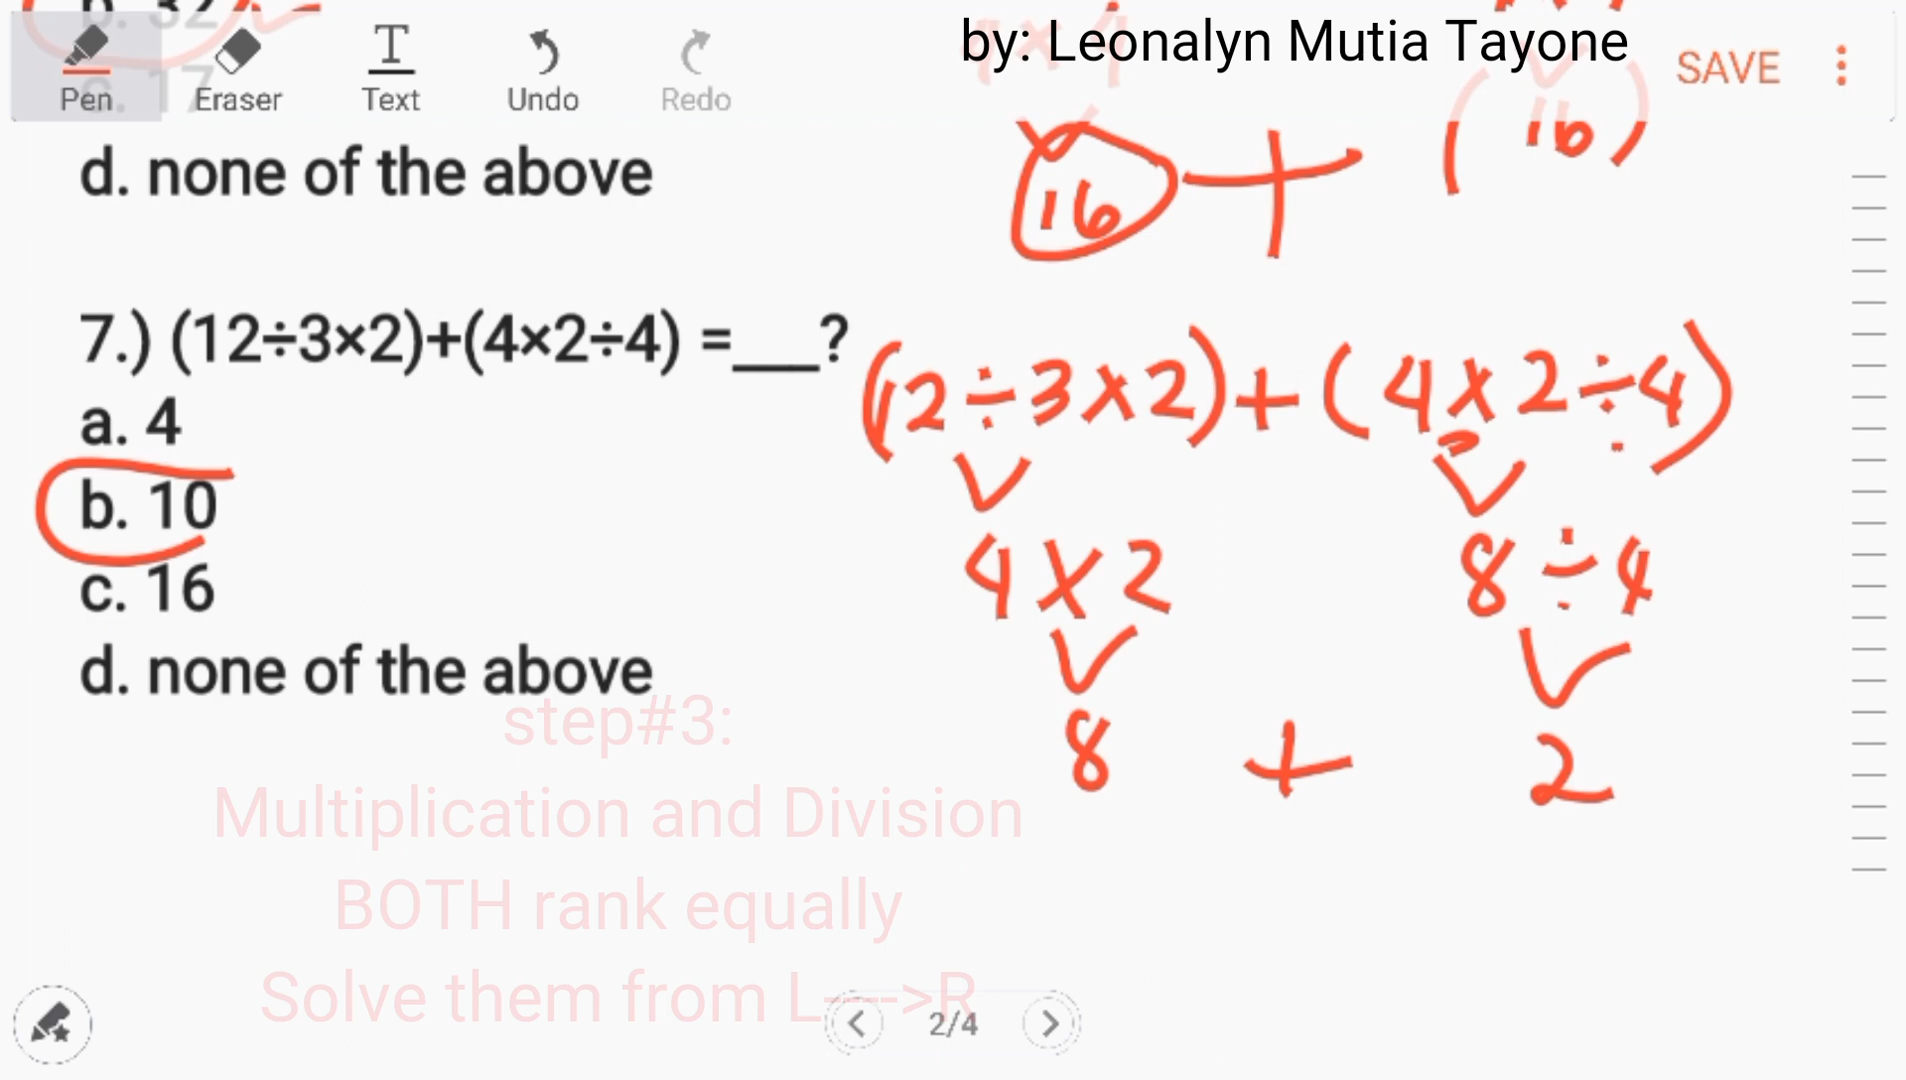 b. 32
by: Leonalyn Mutia Tayone
SAVE
Pen Eraser Text Undo Redo
c. 17
d. none of the above
16 + (16)
7.) (12÷3×2)+(4×2÷4) =___?
(12÷3×2)+(4×2÷4)
a. 4
b. 10
4×2 8÷4
c. 16
d. none of the above
8 + 2
step#3:
Multiplication and Division
BOTH rank equally
Solve them from L--->R
2/4